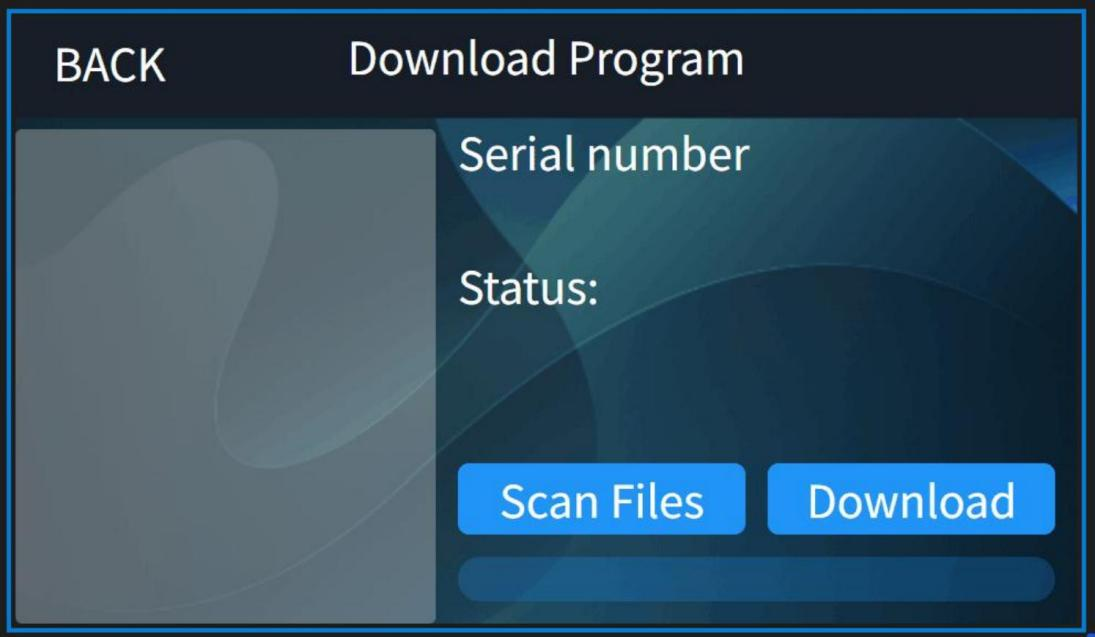 BACK
Download Program
Serial number
Status:
Scan Files
Download